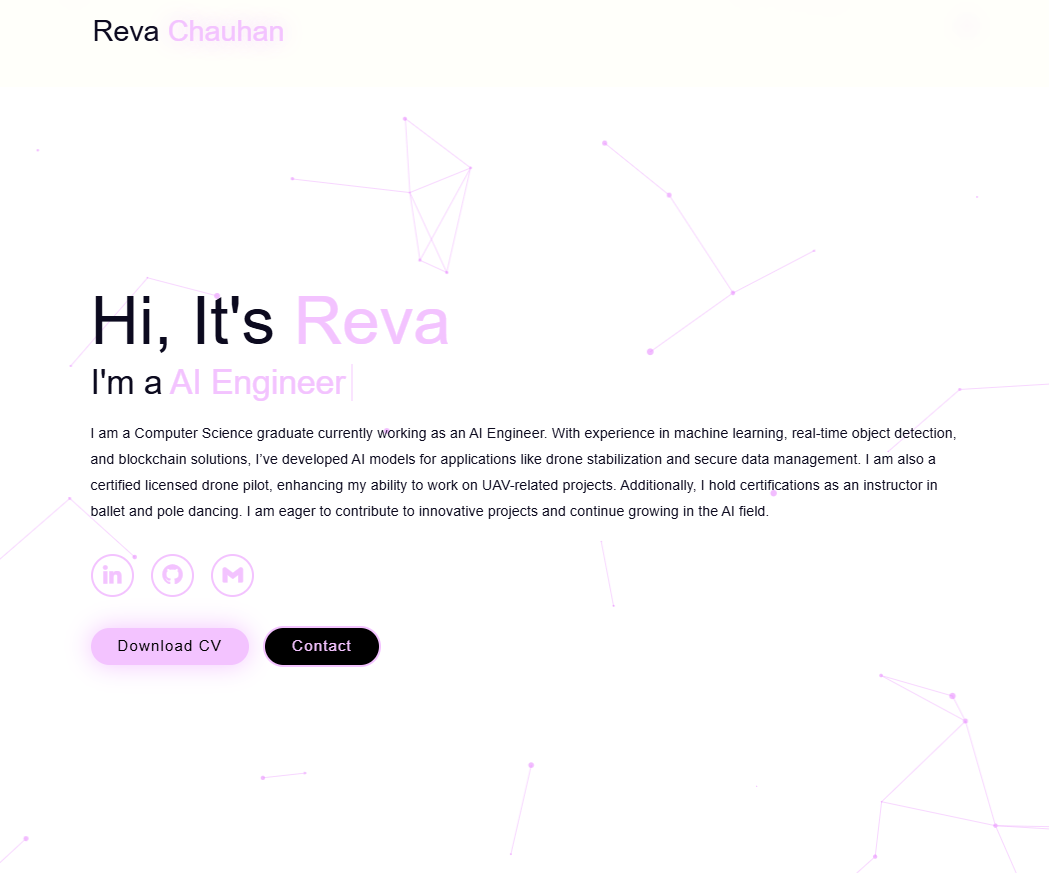 Reva Chauhan
Hi, It's Reva
I'm a AI Engineer
I am a Computer Science graduate currently working as an AI Engineer. With experience in machine learning, real-time object detection,
and blockchain solutions, I’ve developed AI models for applications like drone stabilization and secure data management. I am also a
certified licensed drone pilot, enhancing my ability to work on UAV-related projects. Additionally, I hold certifications as an instructor in
ballet and pole dancing. I am eager to contribute to innovative projects and continue growing in the AI field.
Download CV Contact